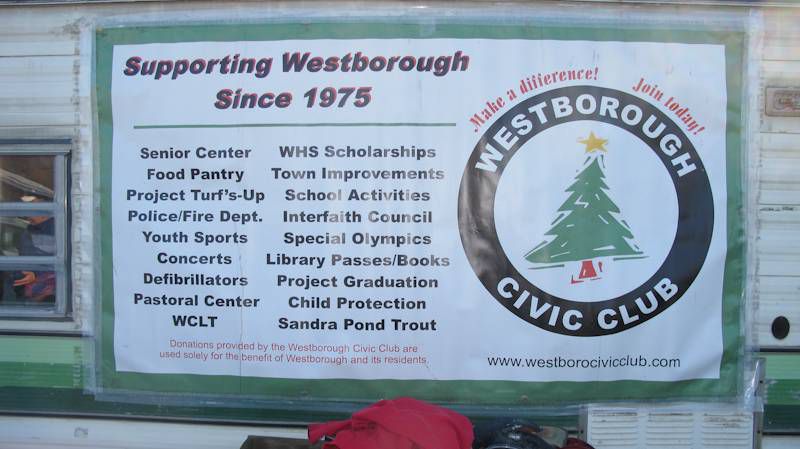 Supporting Westborough
Since 1975
Senior Center
Food Pantry
Project Turf's-Up
Police/Fire Dept.
Youth Sports
Concerts
Defibrillators
Pastoral Center
WCLT
WHS Scholarships
Town Improvements
School Activities
Interfaith Council
Special Olympics
Library Passes/Books
Project Graduation
Child Protection
Sandra Pond Trout
Donations provided by the Westborough Civic Club are
used solely for the benefit of Westborough and its residents.
Make a difference!
Join today!
WESTBOROUGH
CIVIC CLUB
www.westborocivicclub.com